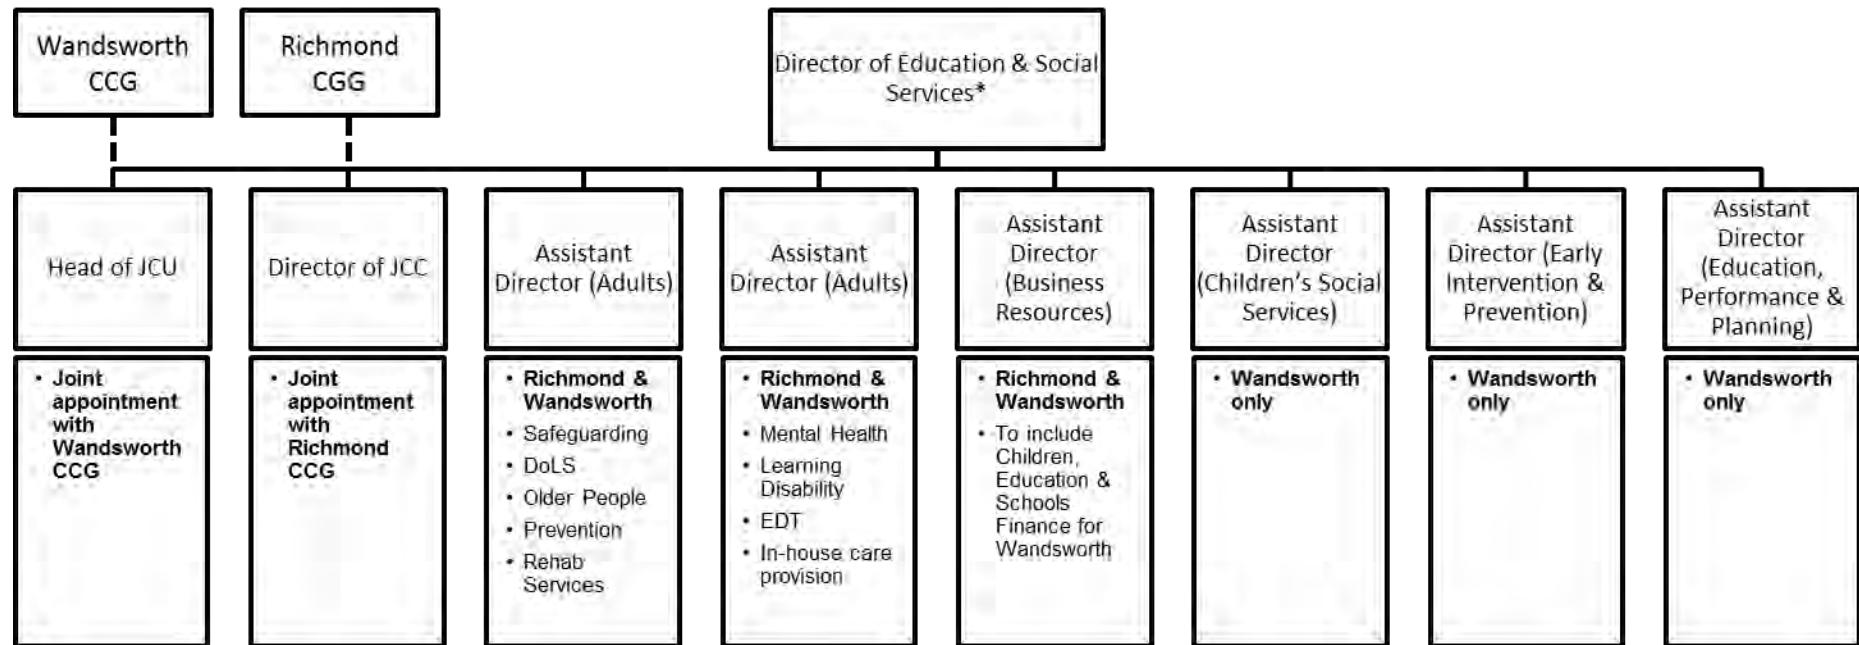 Wandsworth
CCG
Richmond
CGG
Director of Education & Social
Services*
Head of JCU
Director of JCC
Assistant
Director (Adults)
Assistant
Director (Adults)
Assistant
Director
(Business
Resources)
Assistant
Director
(Children's Social
Services)
Assistant
Director (Early
Intervention &
Prevention)
Assistant
Director
(Education,
Performance &
Planning)
• Joint
appointment
with
Wandsworth
CCG
• Joint
appointment
with
Richmond
CCG
• Richmond &
Wandsworth
• Safeguarding
• DoLS
• Older People
• Prevention
• Rehab
Services
• Richmond &
Wandsworth
• Mental Health
• Learning
Disability
• EDT
• In-house care
provision
• Richmond &
Wandsworth
• To include
Children,
Education &
Schools
Finance for
Wandsworth
• Wandsworth
only
• Wandsworth
only
• Wandsworth
only